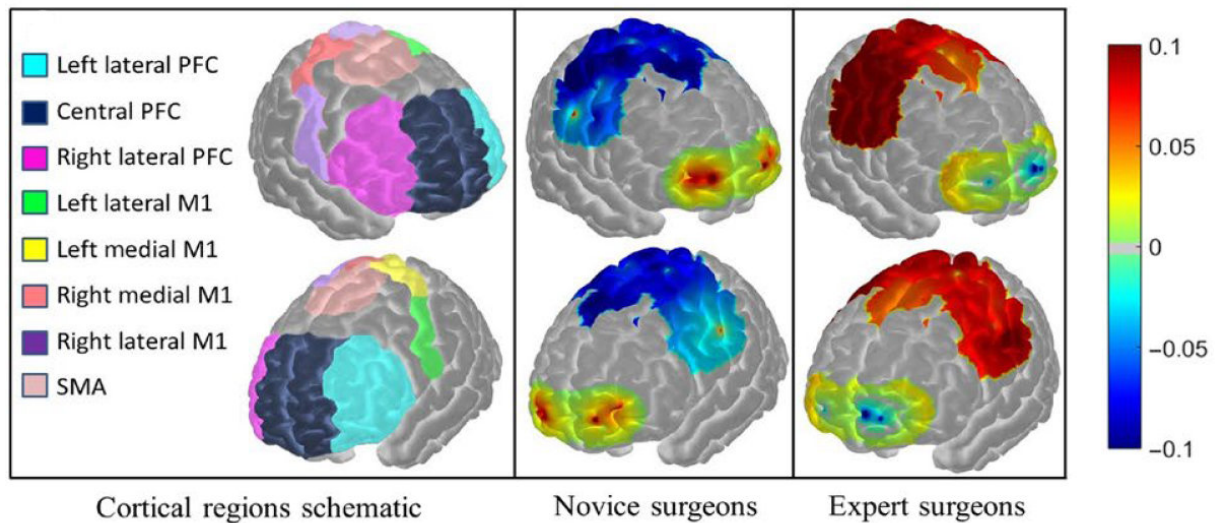 Left lateral PFC
Central PFC
Right lateral PFC
Left lateral M1
Left medial M1
Right medial M1
Right lateral M1
SMA
0.1
0.05
0
−0.05
−0.1
Cortical regions schematic
Novice surgeons
Expert surgeons